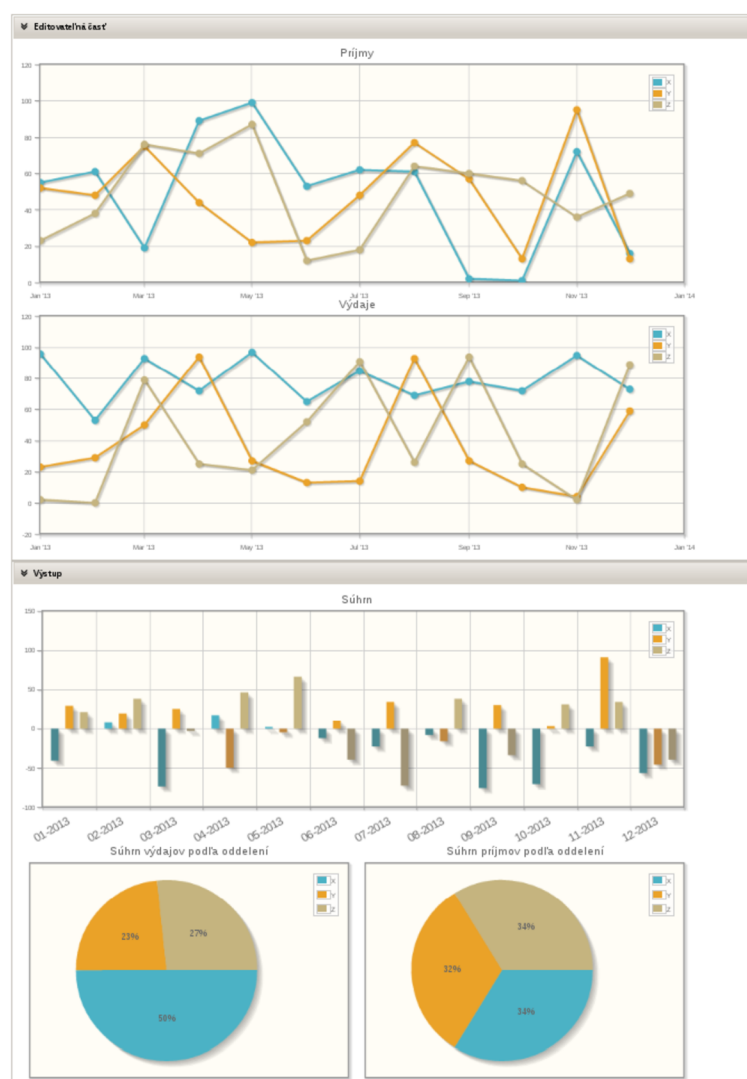 Editovateľná časť
Príjmy
120
100
80
60
40
20
0
X
Y
Z
Jan '13 Mar '13 May '13 Jul '13 Sep '13 Nov '13 Jan '14
Výdaje
120
100
80
60
40
20
0
-20
X
Y
Z
Jan '13 Mar '13 May '13 Jul '13 Sep '13 Nov '13 Jan '14
Výstup
Súhrn
150
100
50
0
-50
-100
X
Y
Z
01-2013 02-2013 03-2013 04-2013 05-2013 06-2013 07-2013 08-2013 09-2013 10-2013 11-2013 12-2013
Súhrn výdajov podľa oddelení
X
Y
Z
23%
27%
50%
Súhrn príjmov podľa oddelení
X
Y
Z
34%
32%
34%